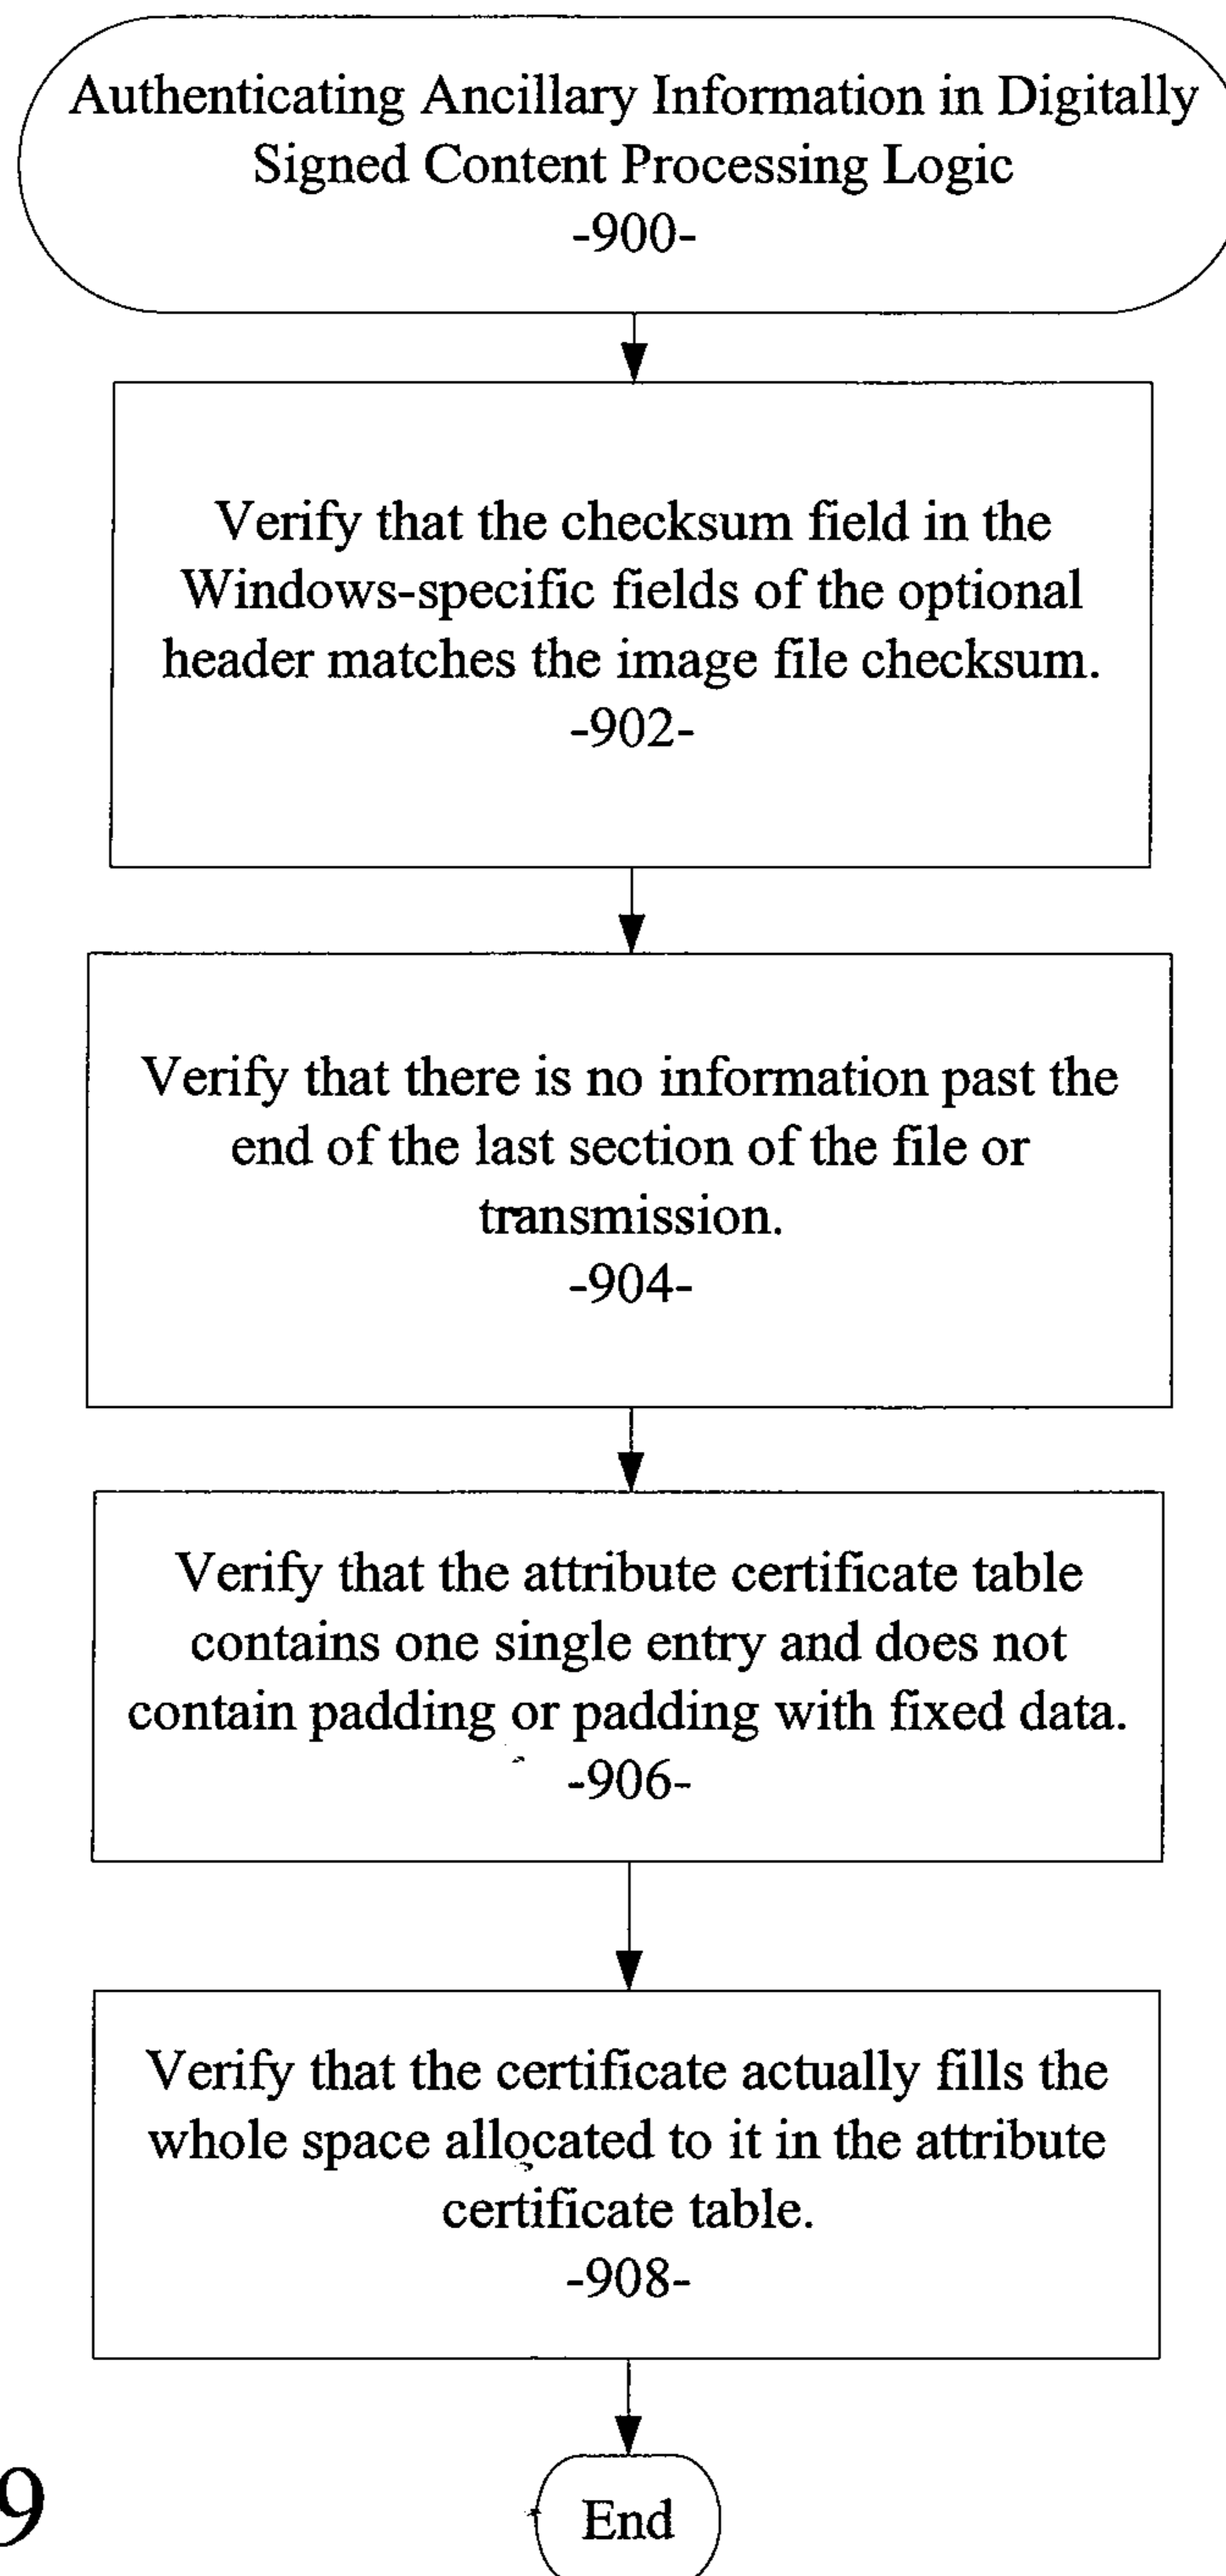 Authenticating Ancillary Information in Digitally
Signed Content Processing Logic
-900-
Verify that the checksum field in the
Windows-specific fields of the optional
header matches the image file checksum.
-902-
Verify that there is no information past the
end of the last section of the file or
transmission.
-904-
Verify that the attribute certificate table
contains one single entry and does not
contain padding or padding with fixed data.
-906-
Verify that the certificate actually fills the
whole space allocated to it in the attribute
certificate table.
-908-
End
9